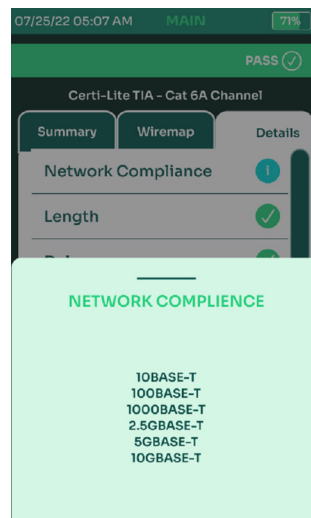 07/25/22 05:07 AM MAIN 71%
PASS
Certi-Lite TIA - Cat 6A Channel
Summary Wiremap Details
Network Compliance i
Length
NETWORK COMPLIENCE
10BASE-T
100BASE-T
1000BASE-T
2.5GBASE-T
5GBASE-T
10GBASE-T